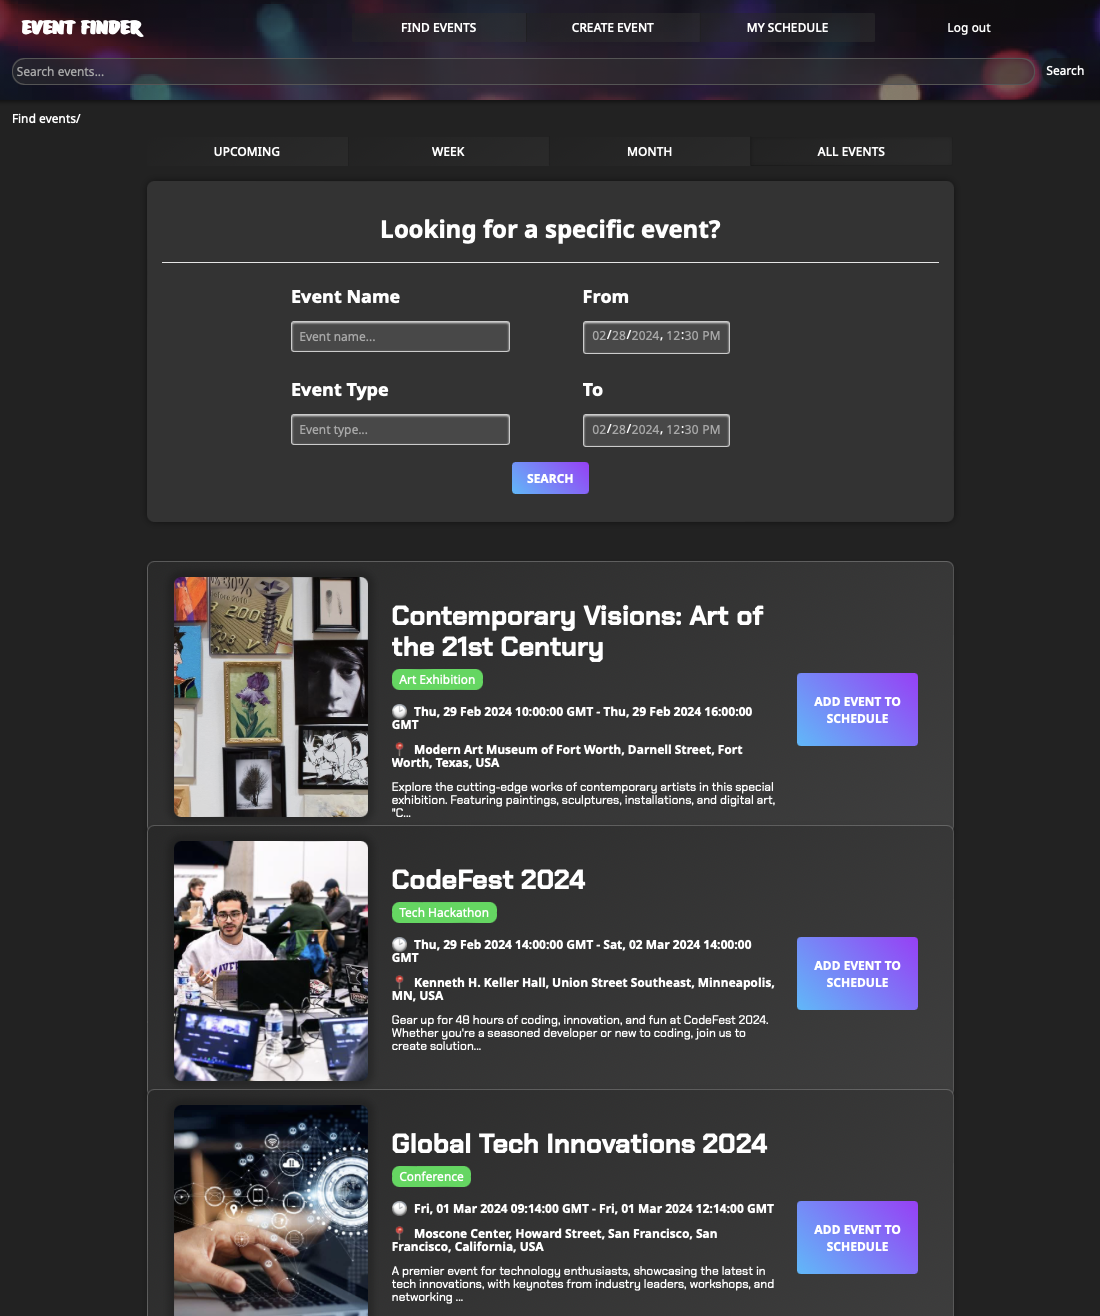 EVENT FINDER
FIND EVENTS
CREATE EVENT
MY SCHEDULE
Log out
Search events...
Search
Find events/
UPCOMING
WEEK
MONTH
ALL EVENTS
Looking for a specific event?
Event Name
From
Event name...
02/28/2024, 12:30 PM
Event Type
To
Event type...
02/28/2024, 12:30 PM
SEARCH
Contemporary Visions: Art of
the 21st Century
Art Exhibition
Thu, 29 Feb 2024 10:00:00 GMT - Thu, 29 Feb 2024 16:00:00
GMT
Modern Art Museum of Fort Worth, Darnell Street, Fort
Worth, Texas, USA
Explore the cutting-edge works of contemporary artists in this special
exhibition. Featuring paintings, sculptures, installations, and digital art,
"C...
ADD EVENT TO
SCHEDULE
CodeFest 2024
Tech Hackathon
Thu, 29 Feb 2024 14:00:00 GMT - Sat, 02 Mar 2024 14:00:00
GMT
Kenneth H. Keller Hall, Union Street Southeast, Minneapolis,
MN, USA
Gear up for 48 hours of coding, innovation, and fun at CodeFest 2024.
Whether you're a seasoned developer or new to coding, join us to
create solution...
ADD EVENT TO
SCHEDULE
Global Tech Innovations 2024
Conference
Fri, 01 Mar 2024 09:14:00 GMT - Fri, 01 Mar 2024 12:14:00 GMT
Moscone Center, Howard Street, San Francisco, San
Francisco, California, USA
A premier event for technology enthusiasts, showcasing the latest in
tech innovations, with keynotes from industry leaders, workshops, and
networking ...
ADD EVENT TO
SCHEDULE